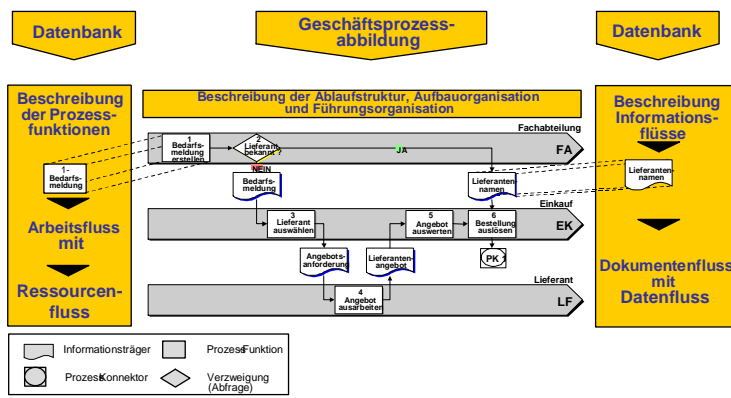 Datenbank
Geschäftsprozess-
abbildung
Datenbank
Beschreibung
der Prozess-
funktionen
1-
Bedarfs-
meldung
Arbeitsfluss
mit
Ressourcen-
fluss
Beschreibung der Ablaufstruktur, Aufbauorganisation
und Führungsorganisation
Fachabteilung
FA
1
Bedarfs-
meldung
erstellen
2
Lieferant
bekannt ?
JA
NEIN
Bedarfs-
meldung
Lieferanten-
namen
Einkauf
EK
3
Lieferant
auswählen
5
Angebot
auswerten
6
Bestellung
auslösen
Angebots-
anforderung
Lieferanten-
angebot
PK
Lieferant
LF
4
Angebot
ausarbeiten
Beschreibung
Informations-
flüsse
Lieferanten-
namen
Dokumentenfluss
mit
Datenfluss
Informationsträger
Prozess-Funktion
Prozess-Konnektor
Verzweigung
(Abfrage)